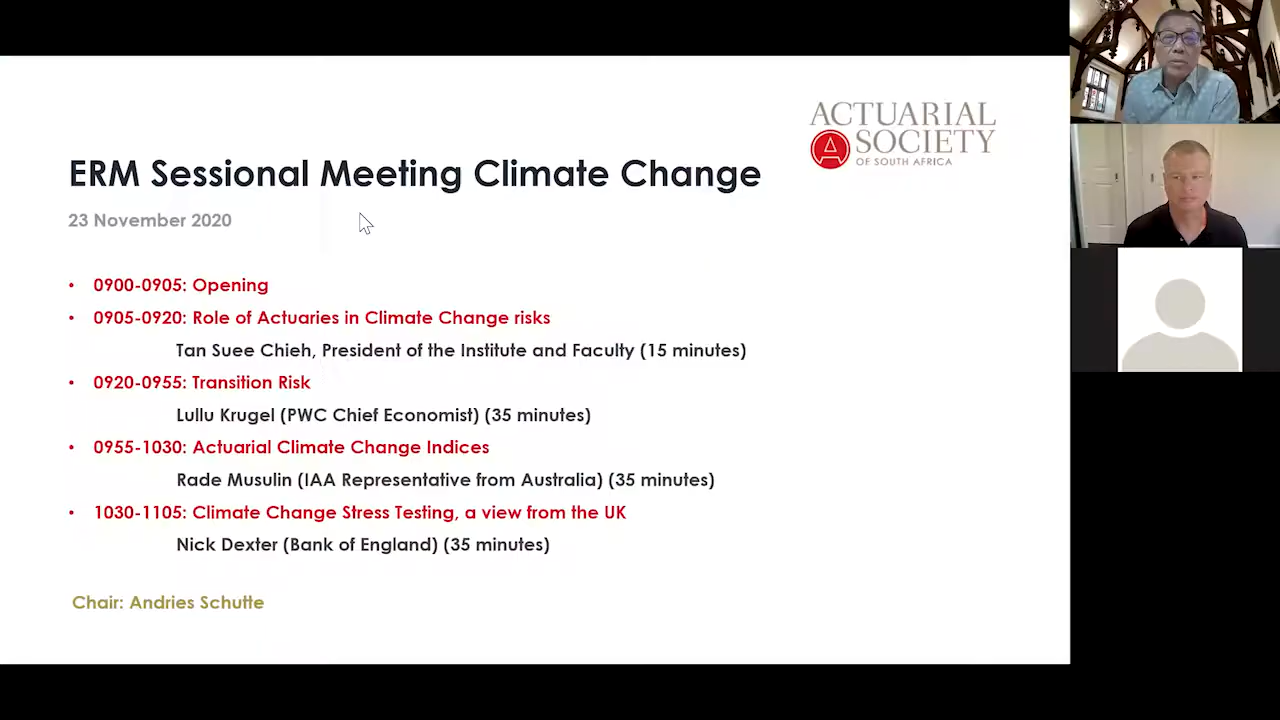 ACTUARIAL
SOCIETY
OF SOUTH AFRICA
ERM Sessional Meeting Climate Change
23 November 2020
• 0900-0905: Opening
• 0905-0920: Role of Actuaries in Climate Change risks
Tan Suee Chieh, President of the Institute and Faculty (15 minutes)
• 0920-0955: Transition Risk
Lullu Krugel (PWC Chief Economist) (35 minutes)
• 0955-1030: Actuarial Climate Change Indices
Rade Musulin (IAA Representative from Australia) (35 minutes)
• 1030-1105: Climate Change Stress Testing, a view from the UK
Nick Dexter (Bank of England) (35 minutes)
Chair: Andries Schutte